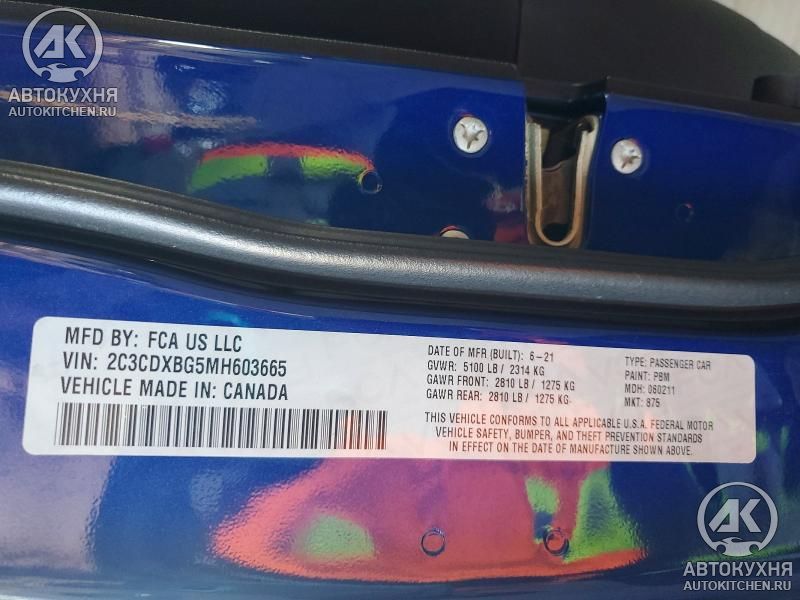 АК
АВТОКУХНЯ
AUTOKITCHEN.RU
MFD BY: FCA US LLC
VIN: 2C3CDXBG5MH603665
VEHICLE MADE IN: CANADA
DATE OF MFR (BUILT): 6-21
GVWR: 5100 LB / 2314 KG
GAWR FRONT: 2810 LB / 1275 KG
GAWR REAR: 2810 LB / 1275 KG
TYPE: PASSENGER CAR
PAINT: PBM
MDH: 060211
MKT: 875
THIS VEHICLE CONFORMS TO ALL APPLICABLE U.S.A. FEDERAL MOTOR
VEHICLE SAFETY, BUMPER, AND THEFT PREVENTION STANDARDS
IN EFFECT ON THE DATE OF MANUFACTURE SHOWN ABOVE.
АК
АВТОКУХНЯ
AUTOKITCHEN.RU